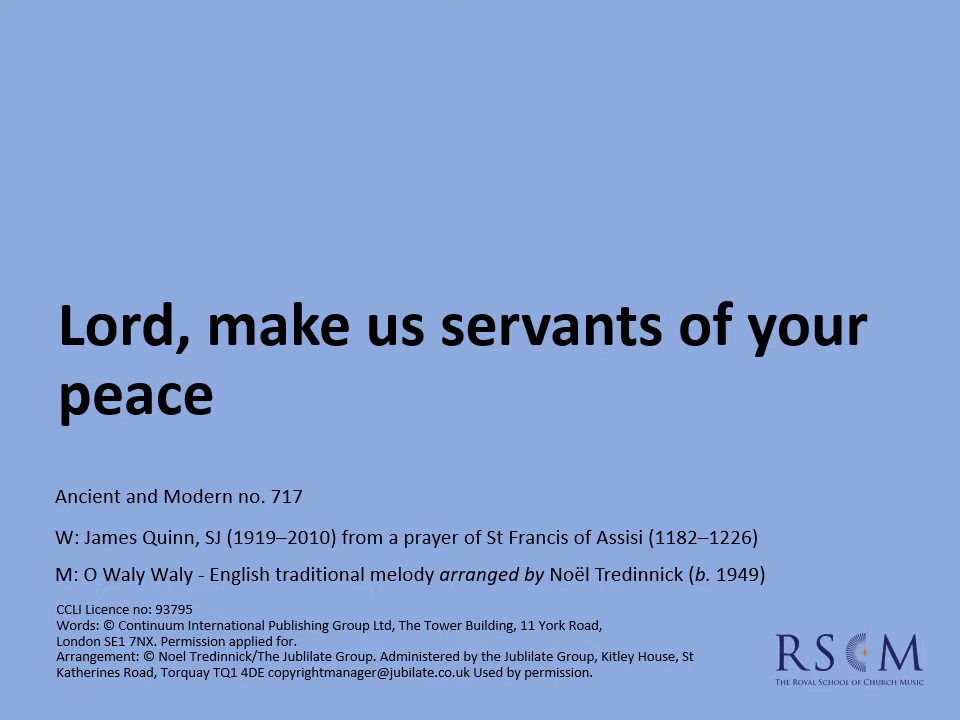 Lord, make us servants of your
peace
Ancient and Modern no. 717
W: James Quinn, SJ (1919–2010) from a prayer of St Francis of Assisi (1182–1226)
M: O Waly Waly - English traditional melody arranged by Noël Tredinnick (b. 1949)
CCLI Licence no: 93795
Words: © Continuum International Publishing Group Ltd, The Tower Building, 11 York Road,
London SE1 7NX. Permission applied for.
Arrangement: © Noel Tredinnick/The Jublilate Group. Administered by the Jublilate Group, Kitley House, St
Katherines Road, Torquay TQ1 4DE copyrightmanager@jubilate.co.uk Used by permission.
RSCM
The Royal School of Church Music